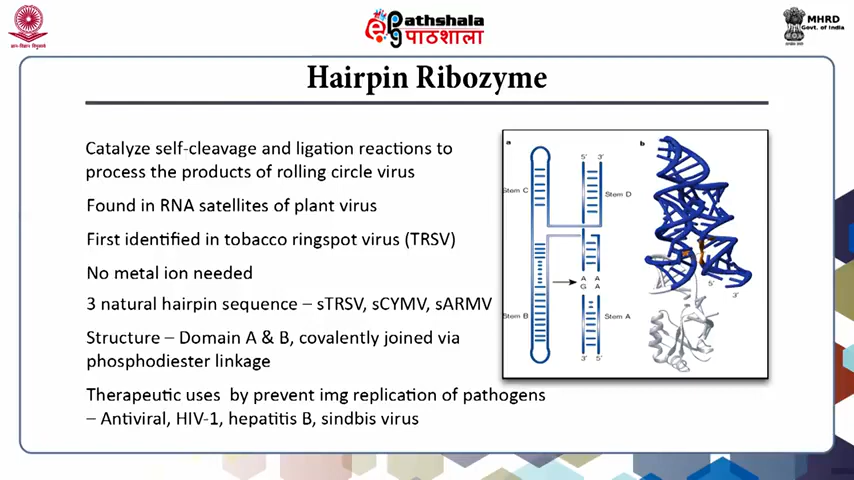 ePathshala
पाठशाला
MHRD
Govt. of India
Hairpin Ribozyme
Catalyze self-cleavage and ligation reactions to
process the products of rolling circle virus
Found in RNA satellites of plant virus
First identified in tobacco ringspot virus (TRSV)
No metal ion needed
3 natural hairpin sequence – sTRSV, sCYMV, sARMV
Structure – Domain A & B, covalently joined via
phosphodiester linkage
Therapeutic uses by prevent img replication of pathogens
– Antiviral, HIV-1, hepatitis B, sindbis virus
a
5' 3'
Stem C
Stem D
A A
G A
Stem B
Stem A
3' 5'
b
5'
3'